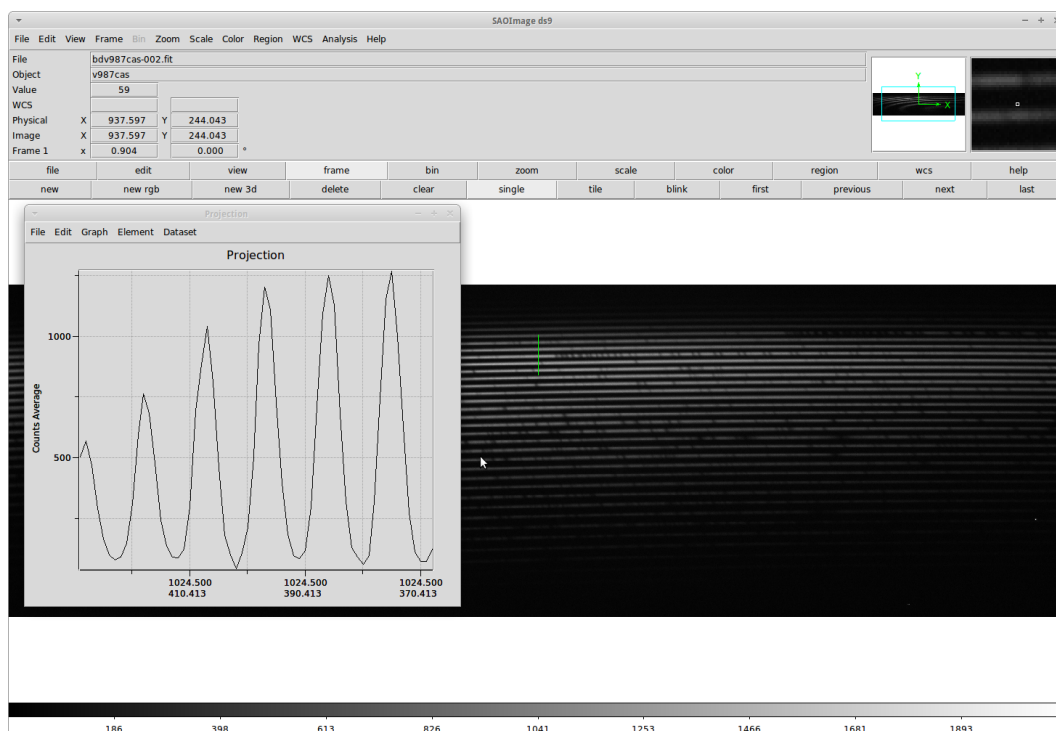 SAOImage ds9
File Edit View Frame Bin Zoom Scale Color Region WCS Analysis Help
File bdv987cas-002.fit
Object v987cas
Value 59
WCS
Physical X 937.597 Y 244.043
Image X 937.597 Y 244.043
Frame 1 x 0.904 0.000 °
Y
X
file edit view frame bin zoom scale color region wcs help
new new rgb new 3d delete clear single tile blink first previous next last
Projection
File Edit Graph Element Dataset
Projection
Counts Average
1000
500
1024.500 1024.500 1024.500
410.413 390.413 370.413
186 398 613 826 1041 1253 1466 1681 1893